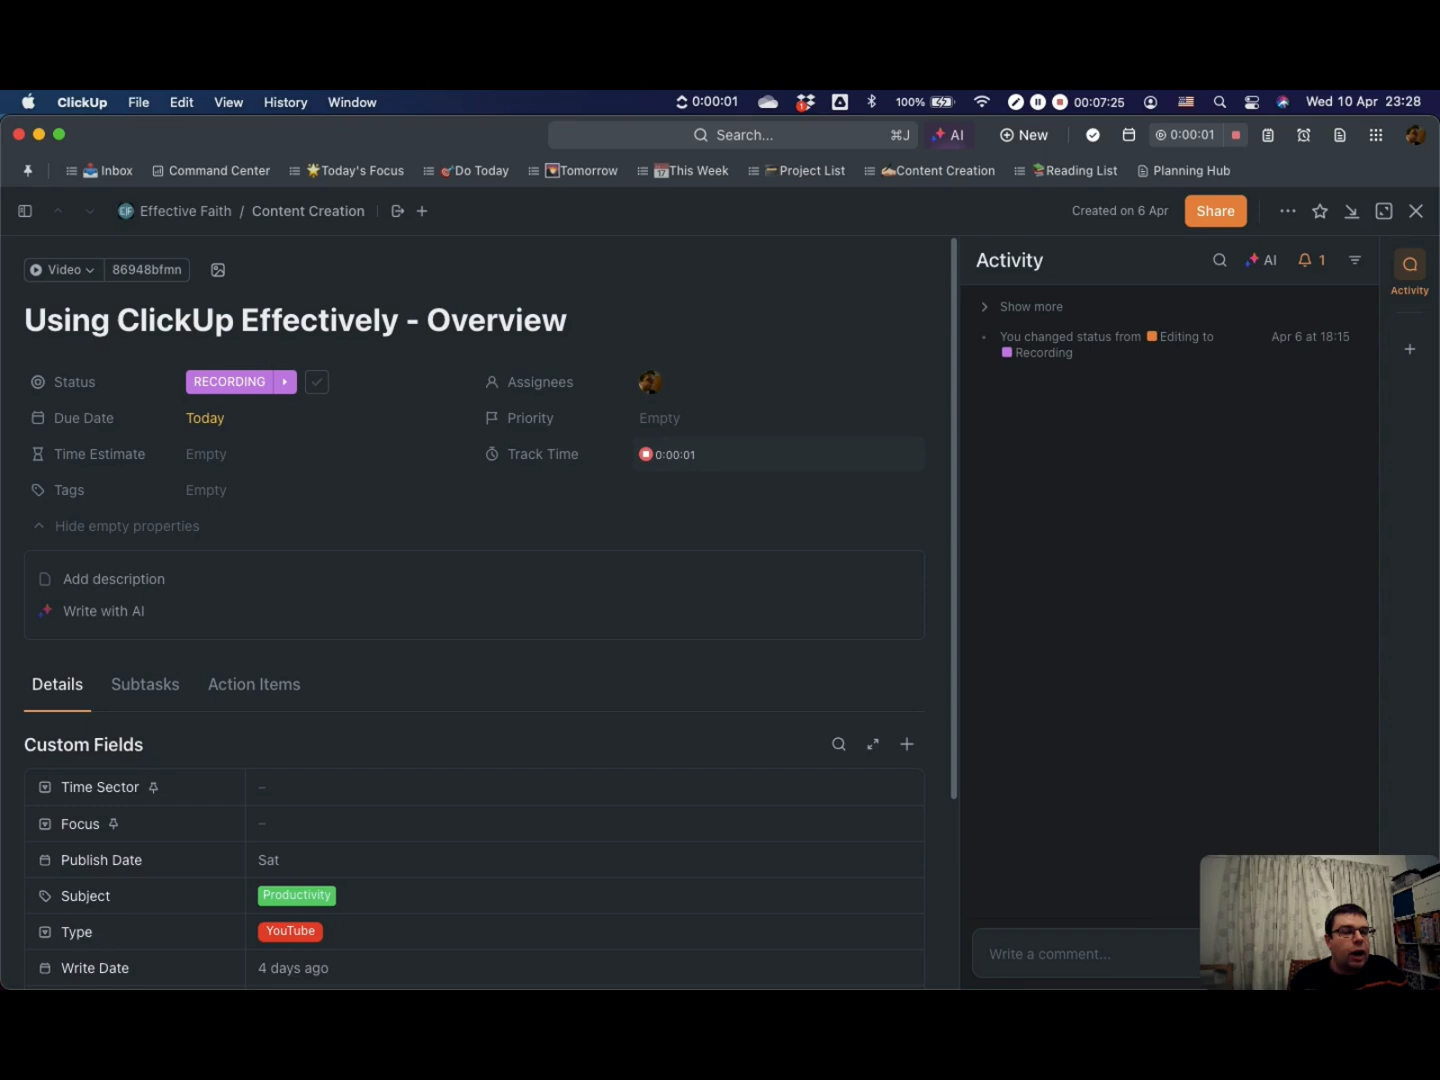 ClickUp File Edit View History Window 0:00:01 100% 00:07:25 Wed 10 Apr 23:28
Search... ⌘J AI New 0:00:01
Inbox Command Center Today's Focus Do Today Tomorrow This Week Project List Content Creation Reading List Planning Hub
Effective Faith / Content Creation Created on 6 Apr Share
Video 86948bfmn
Using ClickUp Effectively - Overview
Status RECORDING Assignees
Due Date Today Priority Empty
Time Estimate Empty Track Time 0:00:01
Tags Empty
Hide empty properties
Add description
Write with AI
Details Subtasks Action Items
Custom Fields
Time Sector –
Focus –
Publish Date Sat
Subject Productivity
Type YouTube
Write Date 4 days ago
Activity AI 1
Show more
You changed status from Editing to Apr 6 at 18:15
Recording
Write a comment...
Activity